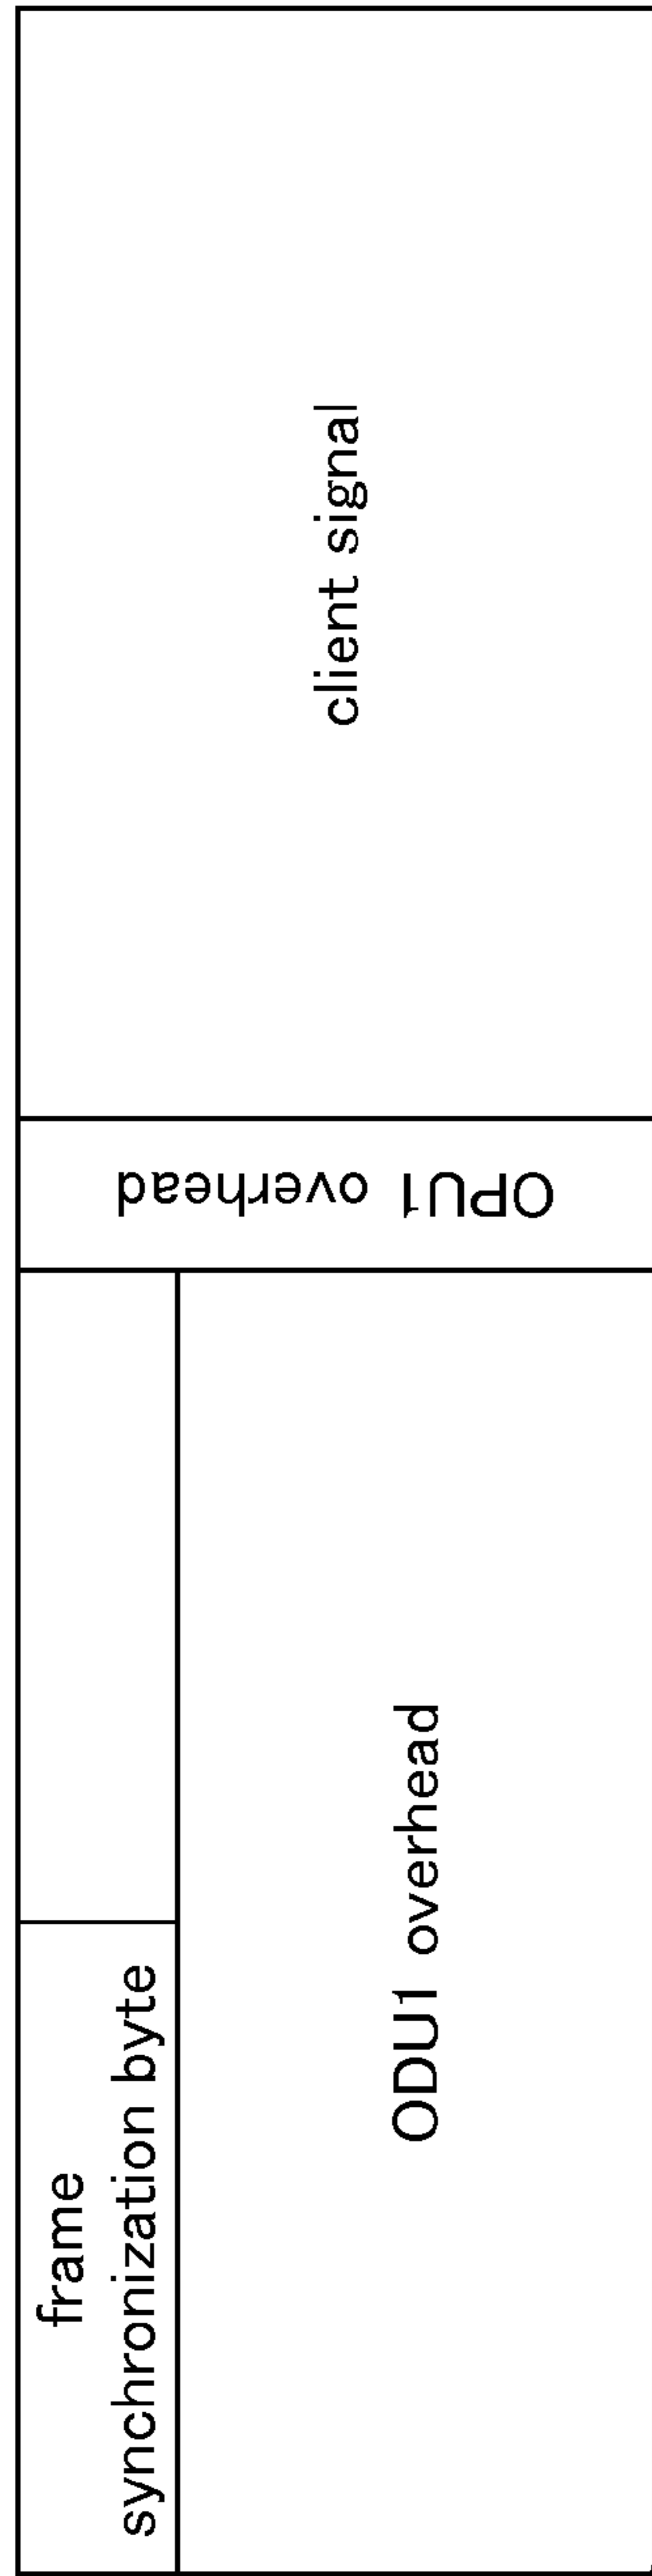 frame
synchronization byte
ODU1 overhead
OPU1 overhead
client signal